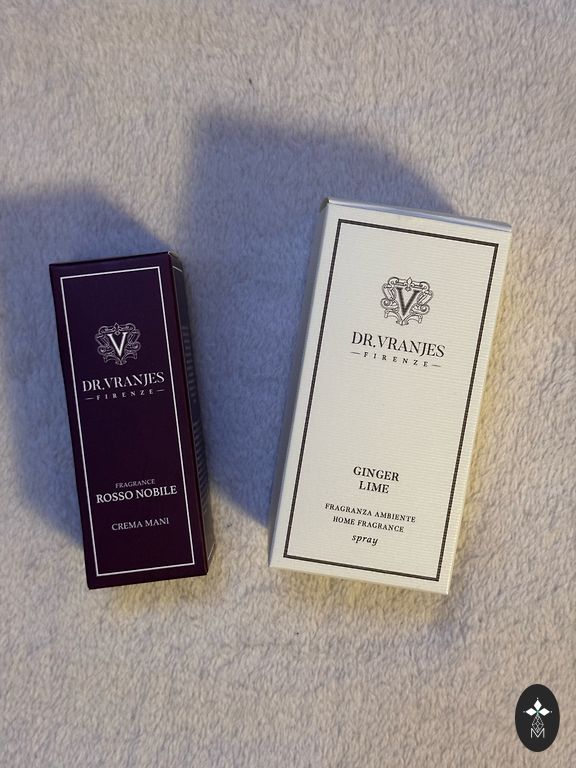 V
DR.VRANJES
— FIRENZE —
FRAGRANCE
ROSSO NOBILE
CREMA MANI
V
DR.VRANJES
— FIRENZE —
GINGER
LIME
FRAGRANZA AMBIENTE
HOME FRAGRANCE
spray
M